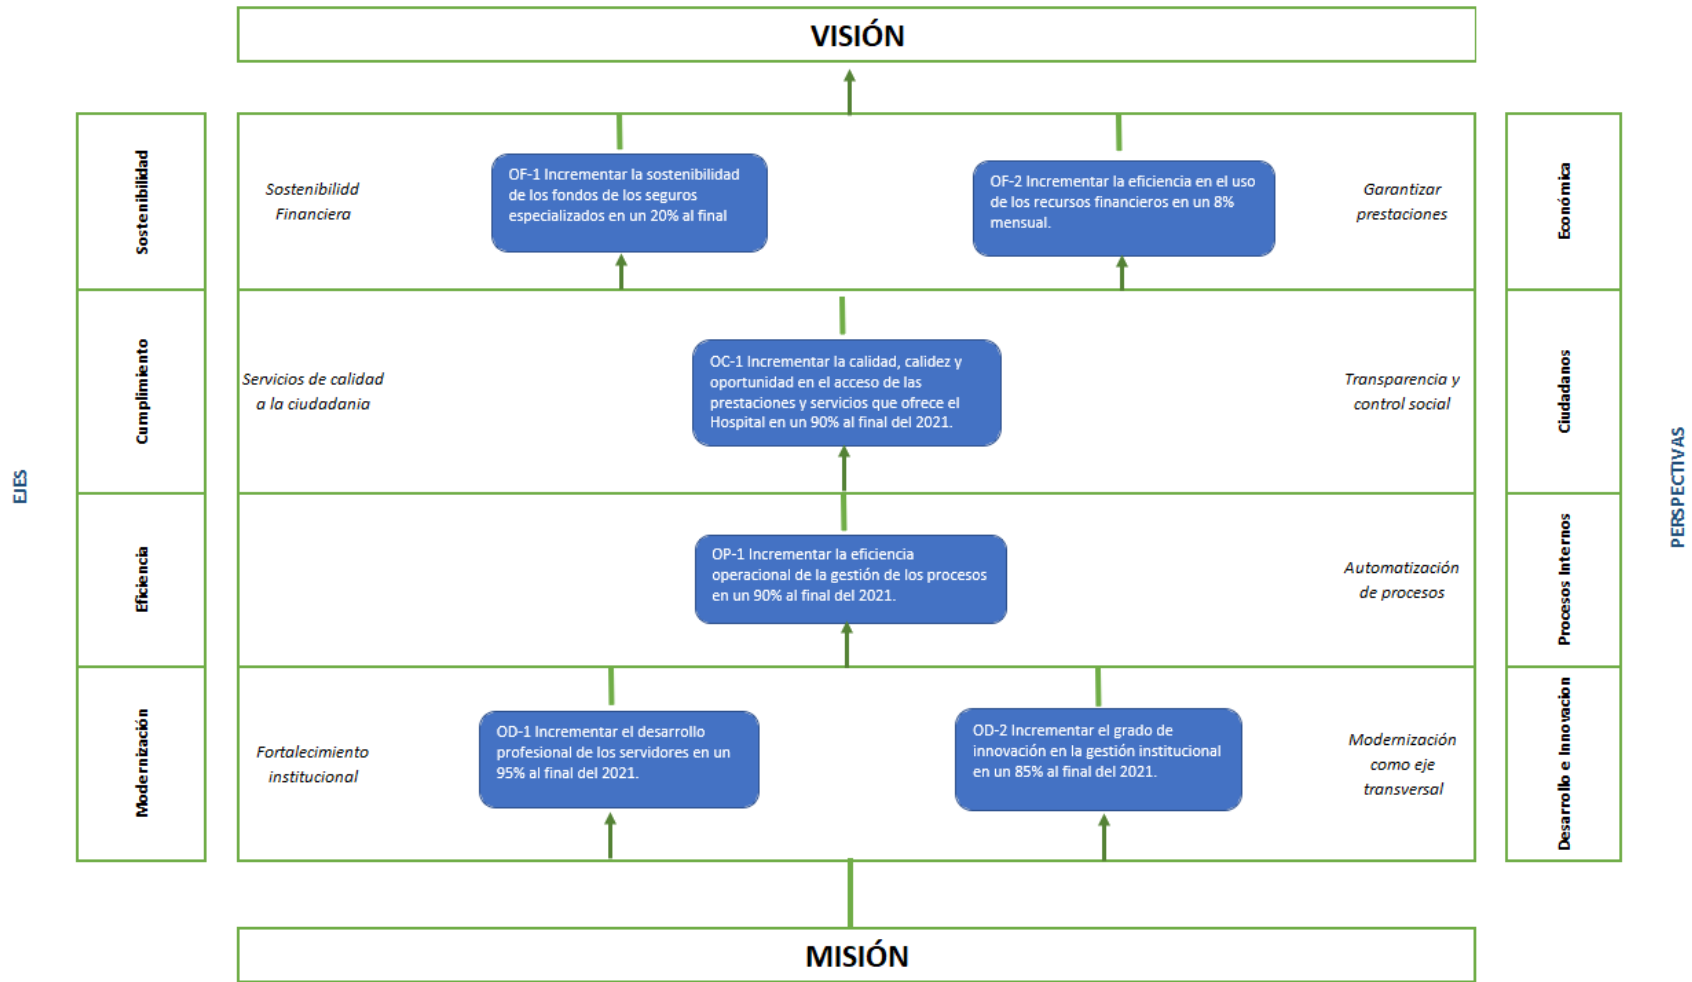 VISIÓN
EJES
PERSPECTIVAS
Sostenibilidad
Sostenibilidd
Financiera
OF-1 Incrementar la sostenibilidad
de los fondos de los seguros
especializados en un 20% al final
OF-2 Incrementar la eficiencia en el uso
de los recursos financieros en un 8%
mensual.
Garantizar
prestaciones
Económica
Cumplimiento
Servicios de calidad
a la ciudadania
OC-1 Incrementar la calidad, calidez y
oportunidad en el acceso de las
prestaciones y servicios que ofrece el
Hospital en un 90% al final del 2021.
Transparencia y
control social
Ciudadanos
Eficiencia
OP-1 Incrementar la eficiencia
operacional de la gestión de los procesos
en un 90% al final del 2021.
Automatización
de procesos
Procesos Internos
Modernización
Fortalecimiento
institucional
OD-1 Incrementar el desarrollo
profesional de los servidores en un
95% al final del 2021.
OD-2 Incrementar el grado de
innovación en la gestión institucional
en un 85% al final del 2021.
Modernización
como eje
transversal
Desarrollo e Innovacion
MISIÓN